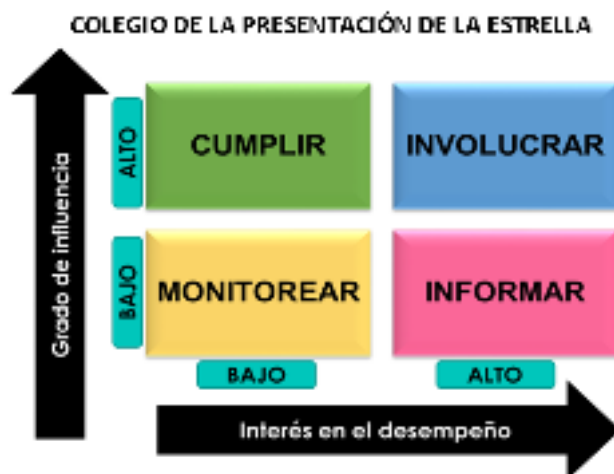 COLEGIO DE LA PRESENTACIÓN DE LA ESTRELLA
Grado de influencia
ALTO
CUMPLIR
INVOLUCRAR
BAJO
MONITOREAR
INFORMAR
BAJO
ALTO
Interés en el desempeño